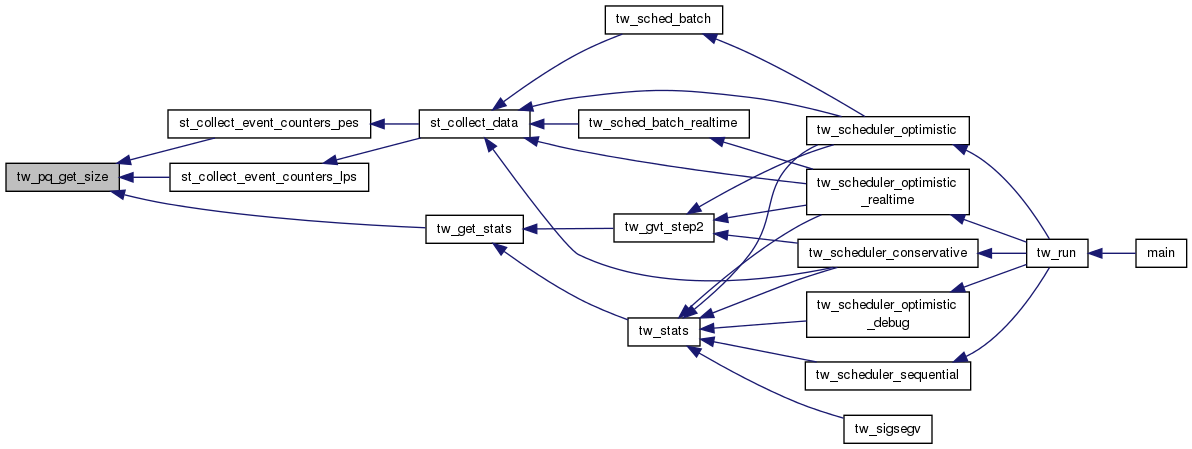 tw_sched_batch
st_collect_event_counters_pes
st_collect_data
tw_sched_batch_realtime
tw_scheduler_optimistic
tw_pq_get_size
st_collect_event_counters_lps
tw_scheduler_optimistic
_realtime
tw_get_stats
tw_gvt_step2
tw_scheduler_conservative
tw_run
main
tw_stats
tw_scheduler_optimistic
_debug
tw_scheduler_sequential
tw_sigsegv